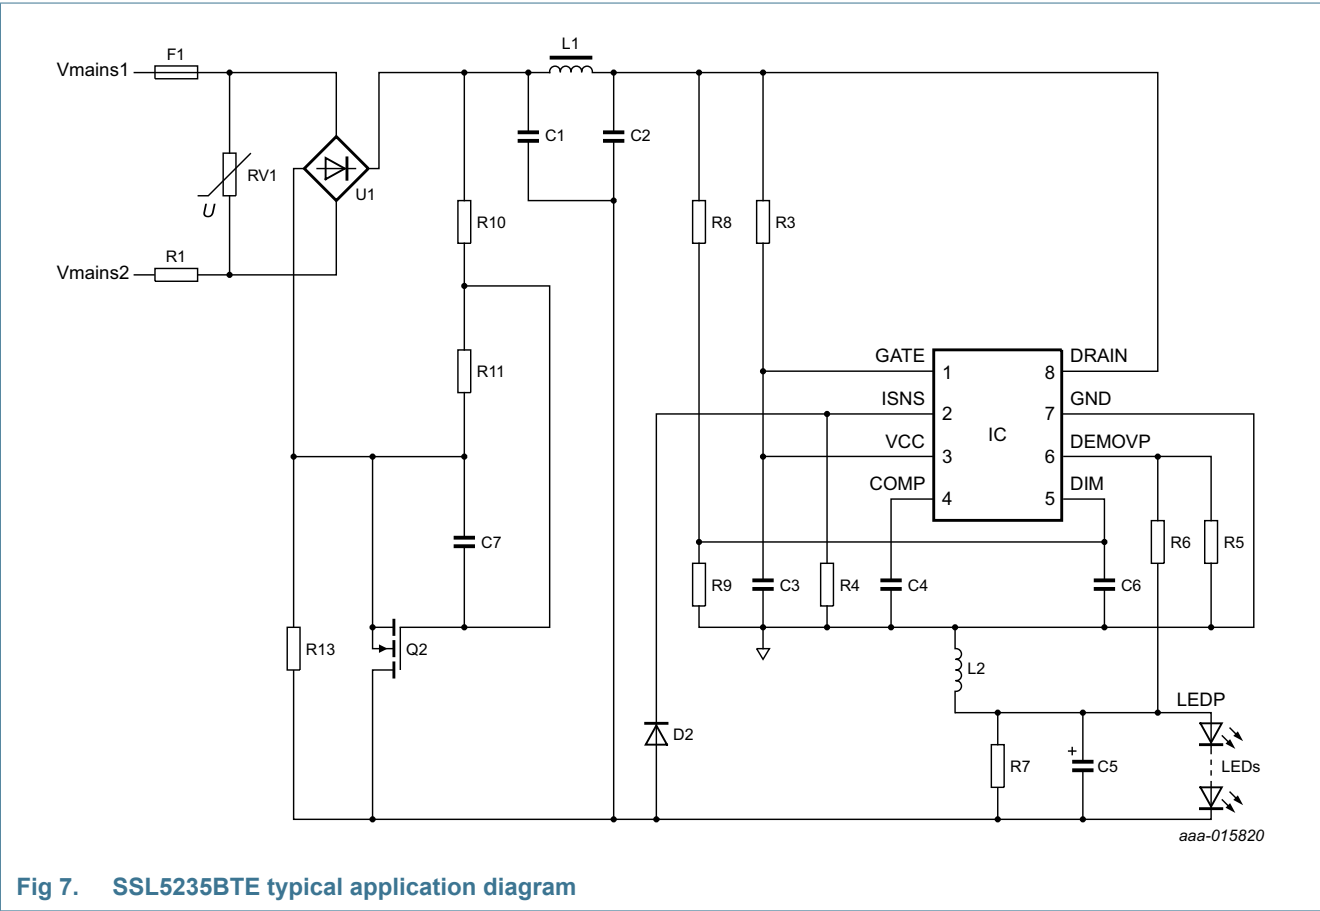 L1
F1
Vmains1
C1
C2
RV1
U1
U
R10
R8
R3
R1
Vmains2
GATE
DRAIN
1
8
R11
ISNS
GND
2
7
IC
VCC
DEMOVP
3
6
COMP
DIM
4
5
C7
R6
R5
R9
C3
R4
C4
C6
R13
Q2
L2
LEDP
D2
+
R7
C5
LEDs
aaa-015820
Fig 7. SSL5235BTE typical application diagram